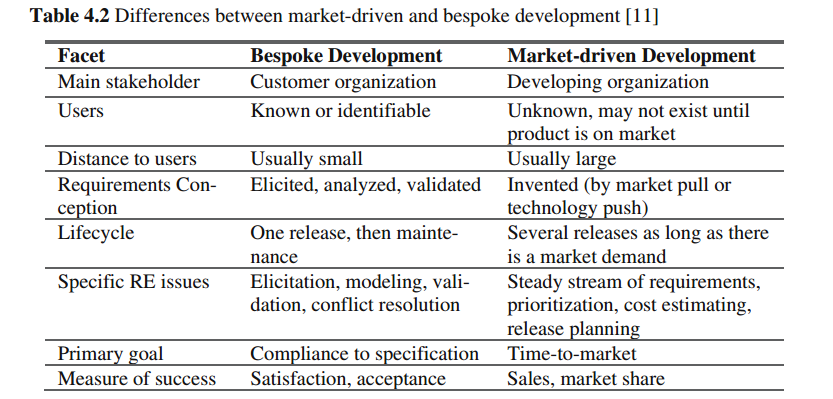 Table 4.2 Differences between market-driven and bespoke development [11]
Facet Bespoke Development Market-driven Development
Main stakeholder Customer organization Developing organization
Users Known or identifiable Unknown, may not exist until
product is on market
Distance to users Usually small Usually large
Requirements Con- Elicited, analyzed, validated Invented (by market pull or
ception technology push)
Lifecycle One release, then mainte- Several releases as long as there
nance is a market demand
Specific RE issues Elicitation, modeling, vali- Steady stream of requirements,
dation, conflict resolution prioritization, cost estimating,
release planning
Primary goal Compliance to specification Time-to-market
Measure of success Satisfaction, acceptance Sales, market share